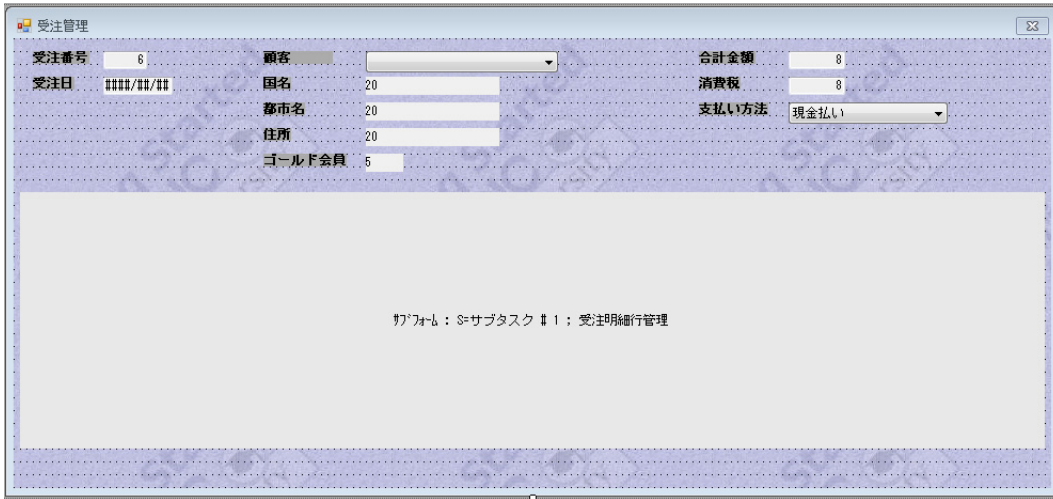 受注管理
受注番号 6 顧客 合計金額 8
受注日 ####/##/## 国名 20 消費税 8
都市名 20 支払い方法 現金払い
住所 20
ゴールド会員 5
ｻﾌﾞﾌｫｰﾑ : S=サブタスク # 1 ; 受注明細行管理